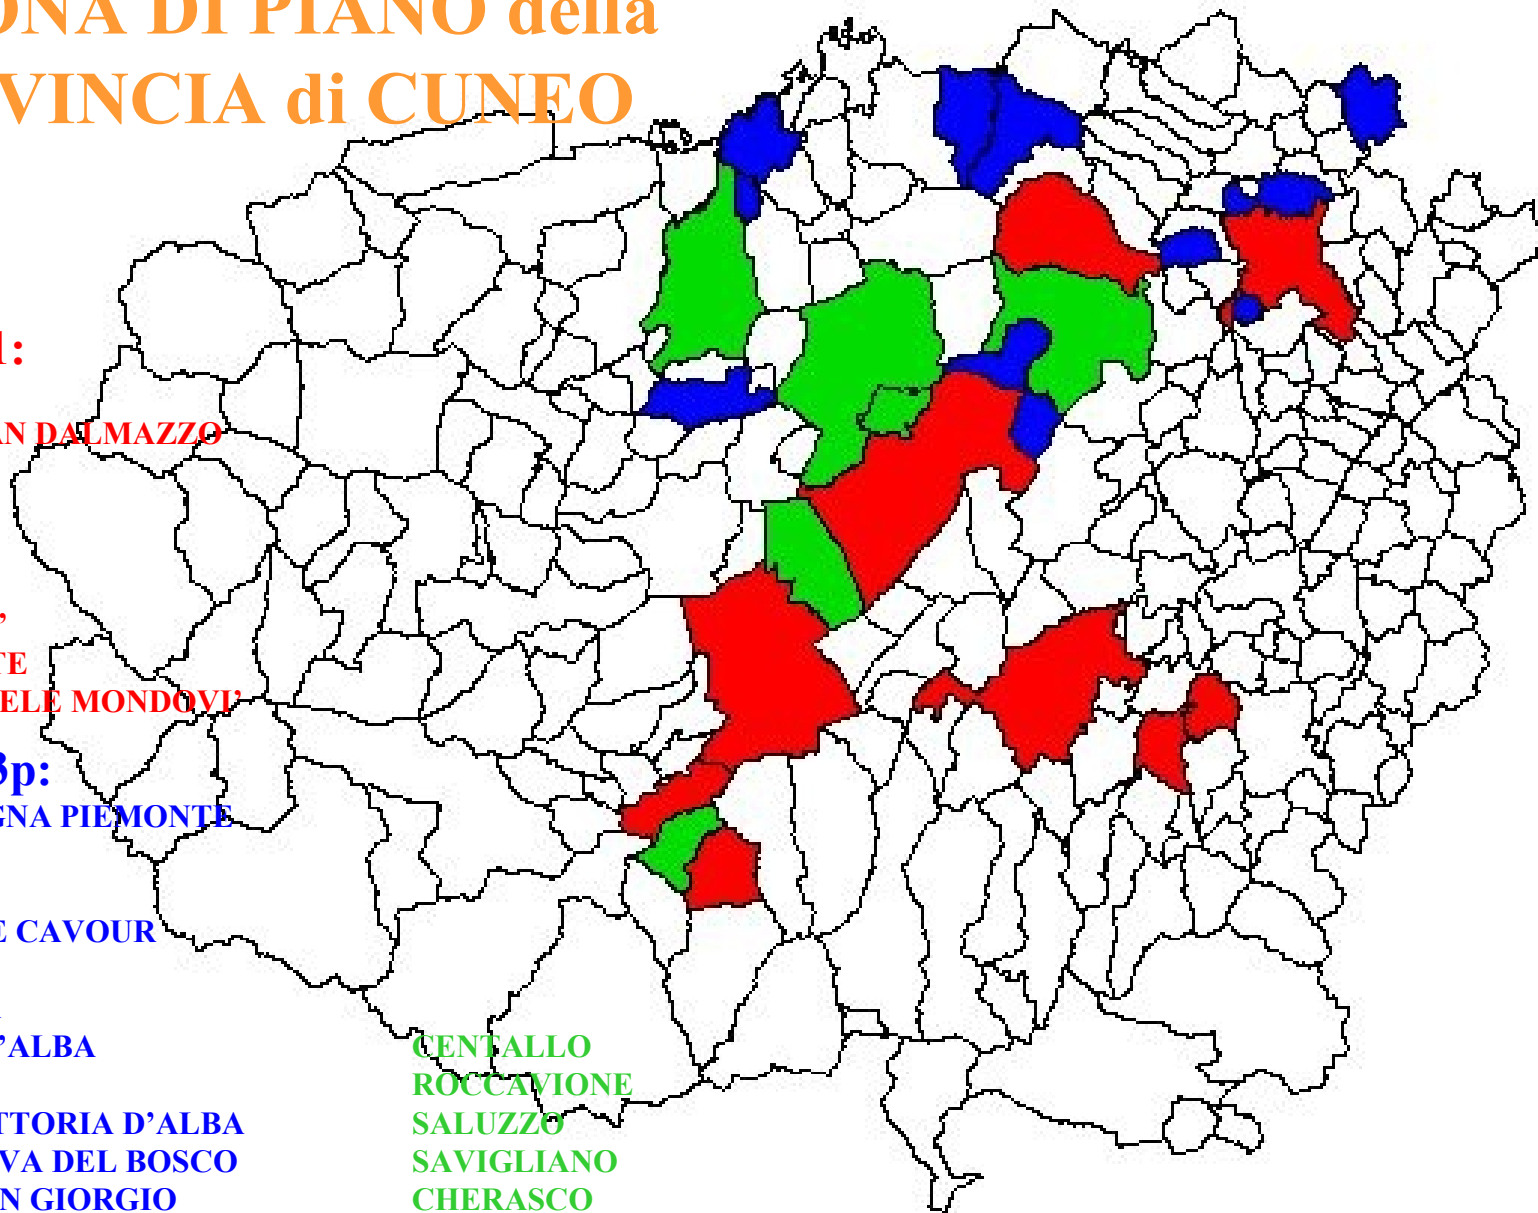 ONA DI PIANO della
VINCIA di CUNEO
1:
AN DALMAZZO
’
TE
ELE MONDOVI’
3p:
GNA PIEMONTE
E CAVOUR
’ALBA
TTORIA D’ALBA
VA DEL BOSCO
N GIORGIO
CENTALLO
ROCCAVIONE
SALUZZO
SAVIGLIANO
CHERASCO